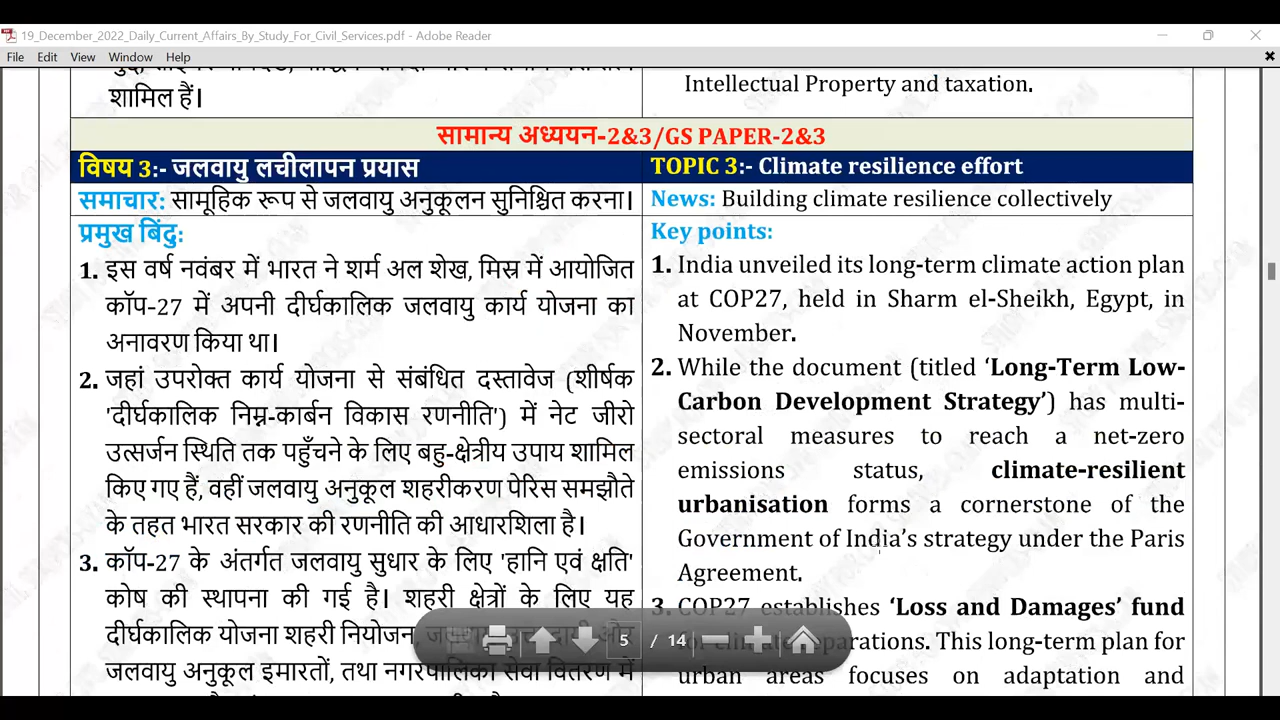 19_December_2022_Daily_Current_Affairs_By_Study_For_Civil_Services.pdf - Adobe Reader
File Edit View Window Help
शामिल हैं।
Intellectual Property and taxation.
सामान्य अध्ययन-2&3/GS PAPER-2&3
विषय 3:- जलवायु लचीलापन प्रयास
समाचार: सामूहिक रूप से जलवायु अनुकूलन सुनिश्चित करना।
प्रमुख बिंदु:
1. इस वर्ष नवंबर में भारत ने शर्म अल शेख, मिस्र में आयोजित
कॉप-27 में अपनी दीर्घकालिक जलवायु कार्य योजना का
अनावरण किया था।
2. जहां उपरोक्त कार्य योजना से संबंधित दस्तावेज (शीर्षक
'दीर्घकालिक निम्न-कार्बन विकास रणनीति') में नेट जीरो
उत्सर्जन स्थिति तक पहुँचने के लिए बहु-क्षेत्रीय उपाय शामिल
किए गए हैं, वहीं जलवायु अनुकूल शहरीकरण पेरिस समझौते
के तहत भारत सरकार की रणनीति की आधारशिला है।
3. कॉप-27 के अंतर्गत जलवायु सुधार के लिए 'हानि एवं क्षति'
कोष की स्थापना की गई है। शहरी क्षेत्रों के लिए यह
दीर्घकालिक योजना शहरी नियोजन,
जलवायु अनुकूल इमारतों, तथा नगरपालिका सेवा वितरण में
TOPIC 3:- Climate resilience effort
News: Building climate resilience collectively
Key points:
1. India unveiled its long-term climate action plan
at COP27, held in Sharm el-Sheikh, Egypt, in
November.
2. While the document (titled ‘Long-Term Low-
Carbon Development Strategy’) has multi-
sectoral measures to reach a net-zero
emissions status, climate-resilient
urbanisation forms a cornerstone of the
Government of India’s strategy under the Paris
Agreement.
3. COP27 establishes ‘Loss and Damages’ fund
for climate reparations. This long-term plan for
urban areas focuses on adaptation and
5 / 14